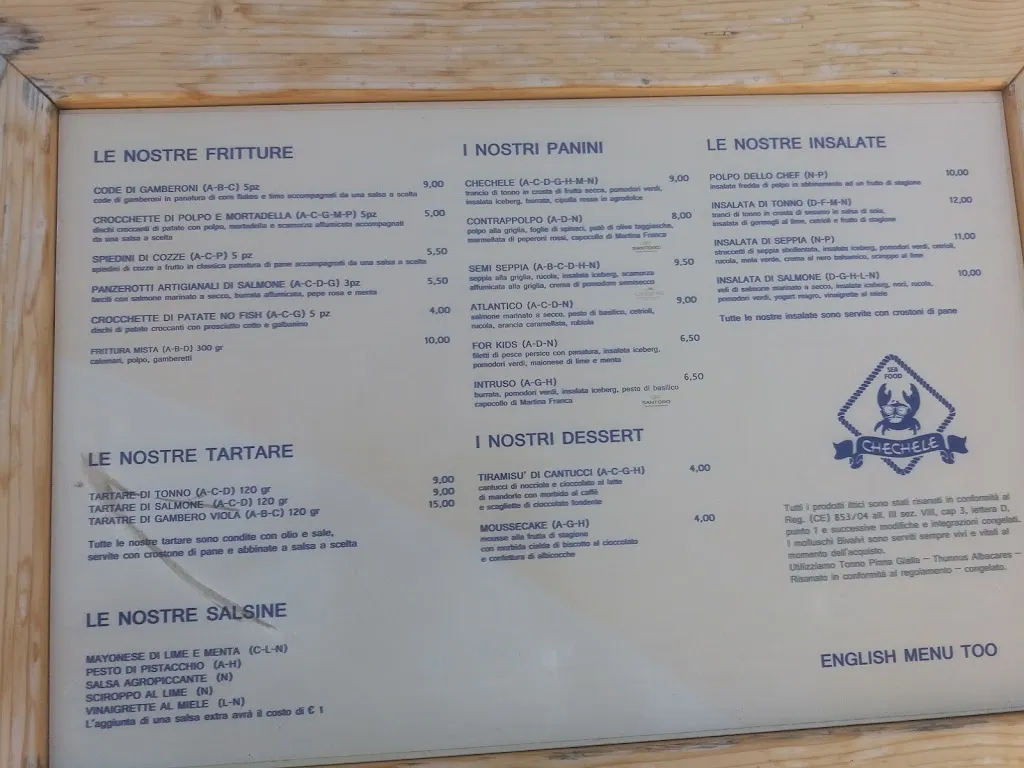 LE NOSTRE FRITTURE
CODE DI GAMBERONI (A-B-C) 5pz 9,00
code di gamberoni in panatura di corn flakes e timo accompagnati da una salsa a scelta
CROCCHETTE DI POLPO E MORTADELLA (A-C-G-M-P) 5pz 5,00
dischi croccanti di patate con polpo, mortadella e scamorza affumicata accompagnati
da una salsa a scelta
SPIEDINI DI COZZE (A-C-P) 5 pz 5,50
spiedini di cozze a frutto in classica panatura di pane accompagnati da una salsa a scelta
PANZEROTTI ARTIGIANALI DI SALMONE (A-C-D-G) 3pz 5,50
farciti con salmone marinato a secco, burrata affumicata, pepe rosa e menta
CROCCHETTE DI PATATE NO FISH (A-C-G) 5 pz 4,00
dischi di patate croccanti con prosciutto cotto e galbanino
FRITTURA MISTA (A-B-D) 300 gr 10,00
calamari, polpo, gamberetti
LE NOSTRE TARTARE
TARTARE DI TONNO (A-C-D) 120 gr 9,00
TARTARE DI SALMONE (A-C-D) 120 gr 9,00
TARATRE DI GAMBERO VIOLA (A-B-C) 120 gr 15,00
Tutte le nostre tartare sono condite con olio e sale,
servite con crostone di pane e abbinate a salsa a scelta
LE NOSTRE SALSINE
MAYONESE DI LIME E MENTA (C-L-N)
PESTO DI PISTACCHIO (A-H)
SALSA AGROPICCANTE (N)
SCIROPPO AL LIME (N)
VINAIGRETTE AL MIELE (L-N)
L'aggiunta di una salsa extra avrà il costo di € 1
I NOSTRI PANINI
CHECHELE (A-C-D-G-H-M-N) 9,00
trancio di tonno in crosta di frutta secca, pomodori verdi,
insalata iceberg, burrata, cipolla rossa in agrodolce
CONTRAPPOLPO (A-D-N) 8,00
polpo alla griglia, foglie di spinaci, patè di olive taggiasche,
marmellata di peperoni rossi, capocollo di Martina Franca
SANTORO
SEMI SEPPIA (A-B-C-D-H-N) 9,50
seppia alla griglia, rucola, insalata iceberg, scamorza
affumicata alla griglia, crema di pomodoro semisecco
ATLANTICO (A-C-D-N) 9,00
salmone marinato a secco, pesto di basilico, cetrioli,
rucola, arancia caramellata, robiola
FOR KIDS (A-D-N) 6,50
filetti di pesce persico con panatura, insalata iceberg,
pomodori verdi, maionese di lime e menta
INTRUSO (A-G-H) 6,50
burrata, pomodori verdi, insalata iceberg, pesto di basilico
capocollo di Martina Franca
SANTORO
I NOSTRI DESSERT
TIRAMISU' DI CANTUCCI (A-C-G-H) 4,00
cantucci di nocciola e cioccolato al latte
di mandorle con morbido al caffè
e scagliette di cioccolato fondente
MOUSSECAKE (A-G-H) 4,00
mousse alla frutta di stagione
con morbida cialda di biscotto al cioccolato
e confettura di albicocche
LE NOSTRE INSALATE
POLPO DELLO CHEF (N-P) 10,00
insalata fredda di polpo in abbinamento ad un frutto di stagione
INSALATA DI TONNO (D-F-M-N) 12,00
tranci di tonno in crosta di sesamo in salsa di soia,
insalata di germogli al lime, cetrioli e frutto di stagione
INSALATA DI SEPPIA (N-P) 11,00
straccetti di seppia sbollentata, insalata iceberg, pomodori verdi, cetrioli,
rucola, mela verde, crema al nero balsamico, sciroppo al lime
INSALATA DI SALMONE (D-G-H-L-N) 10,00
veli di salmone marinato a secco, insalata iceberg, noci, rucola,
pomodori verdi, yogurt magro, vinaigrette al miele
Tutte le nostre insalate sono servite con crostoni di pane
SEA
FOOD
CHECHELE
Tutti i prodotti ittici sono stati risanati in conformità al
Reg. (CE) 853/04 all. III sez. VIII, cap 3, lettera D,
punto 1 e successive modifiche e integrazioni congelati.
I molluschi Bivalvi sono serviti sempre vivi e vitali al
momento dell'acquisto.
Utilizziamo Tonno Pinna Gialla – Thunnus Albacares –
Risanato in conformità al regolamento – congelato.
ENGLISH MENU TOO